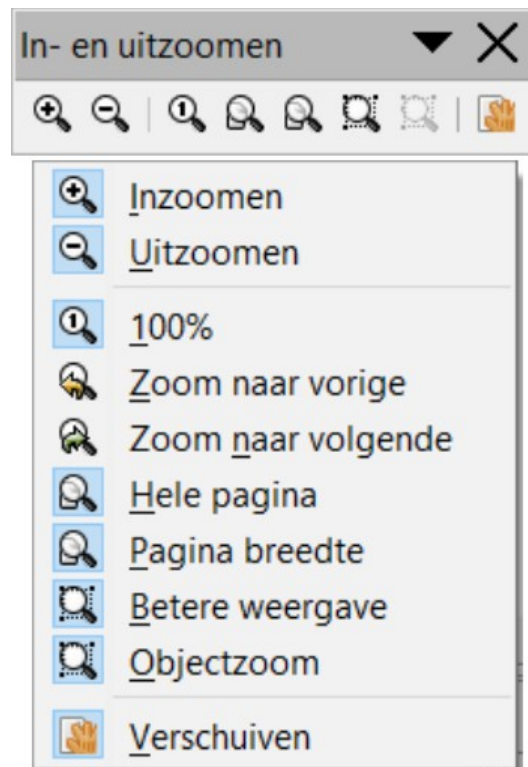 In- en uitzoomen
Inzoomen
Uitzoomen
100%
Zoom naar vorige
Zoom naar volgende
Hele pagina
Pagina breedte
Betere weergave
Objectzoom
Verschuiven